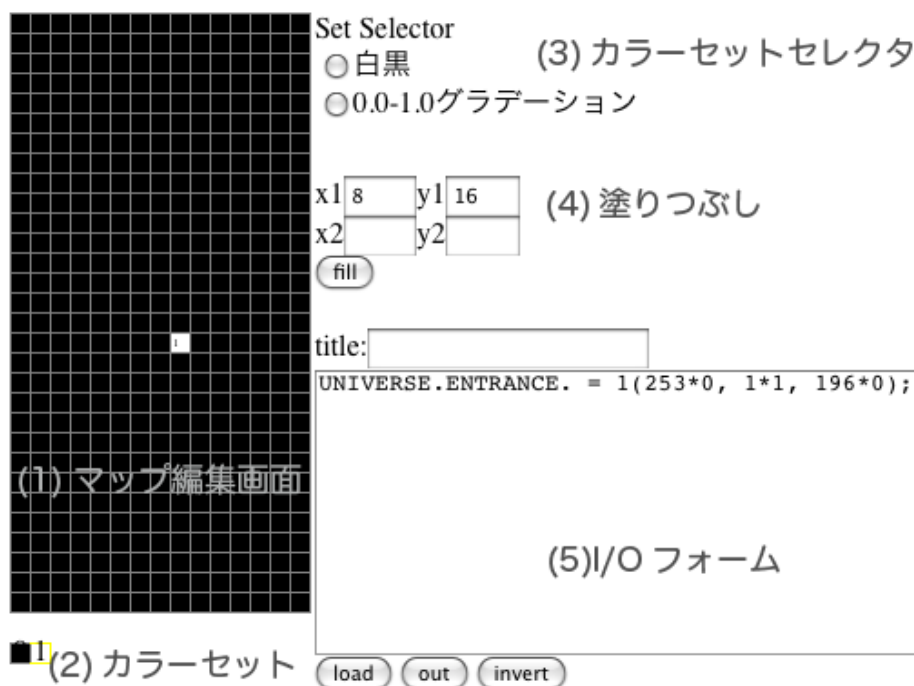 Set Selector
白黒
(3) カラーセットセレクタ
0.0-1.0グラデーション
x1 8 y1 16
(4) 塗りつぶし
x2 y2
fill
1
title:
UNIVERSE.ENTRANCE. = 1(253*0, 1*1, 196*0);
(1) マップ編集画面
(5)I/O フォーム
1
(2) カラーセット
load out invert